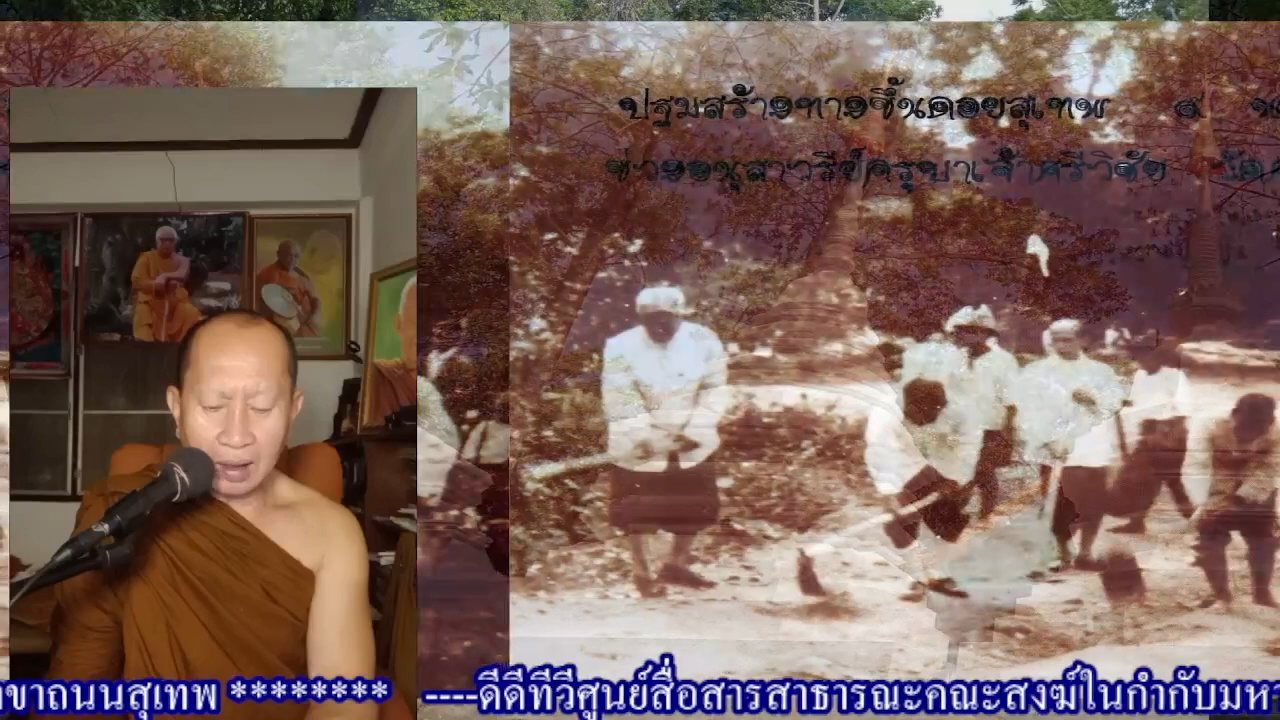 ปฐมสร้างทางขึ้นดอยสุเทพ ๙
ข่วงอนุสาวรีย์ครูบาเจ้าศรีวิชัย
ขาถนนสุเทพ ******** ----ดีดีทีวีศูนย์สื่อสารสาธารณะคณะสงฆ์ในกำกับมหา